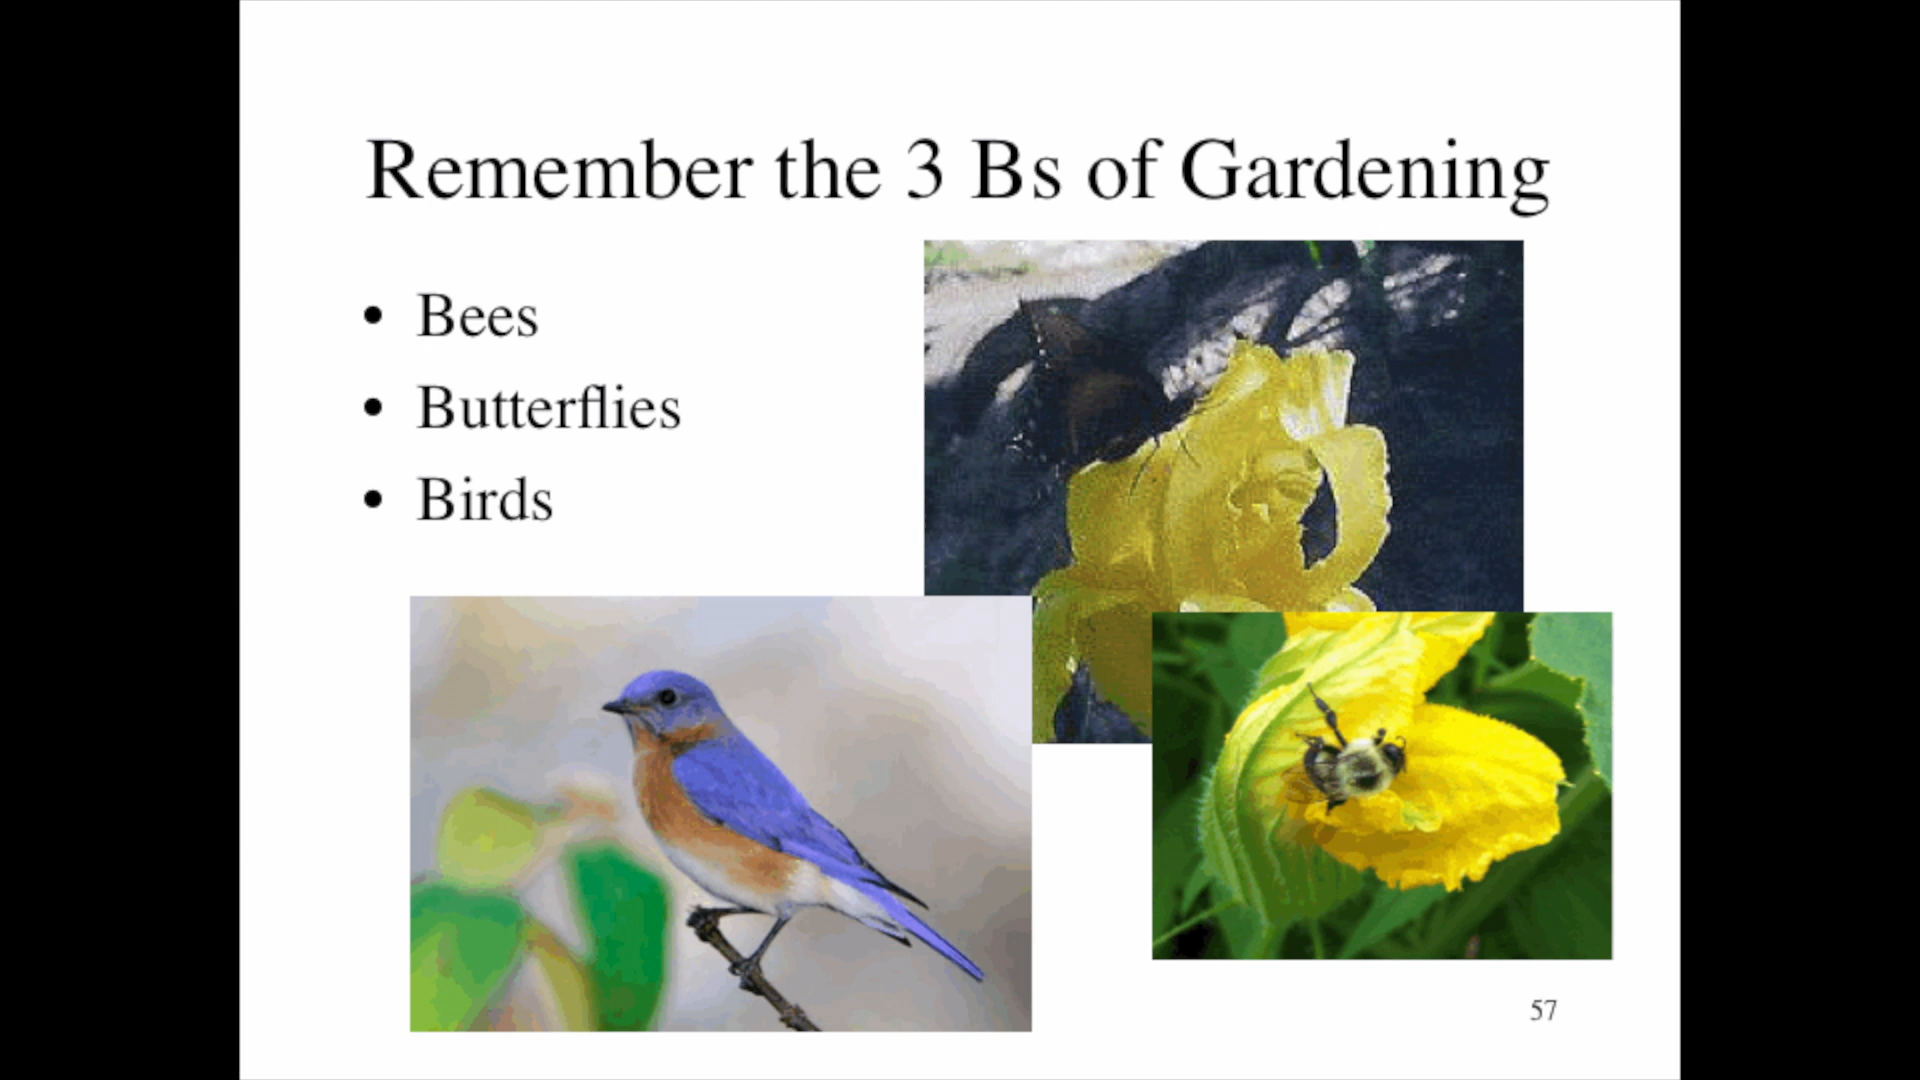 Remember the 3 Bs of Gardening
• Bees
• Butterflies
• Birds
57